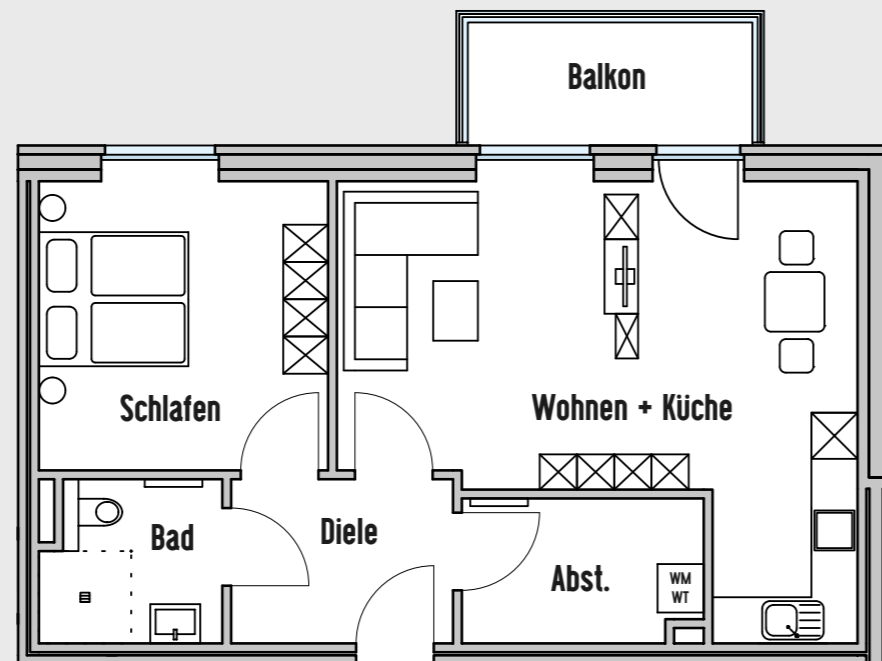 Balkon
Schlafen
Wohnen + Küche
Bad
Diele
Abst.
WM
WT